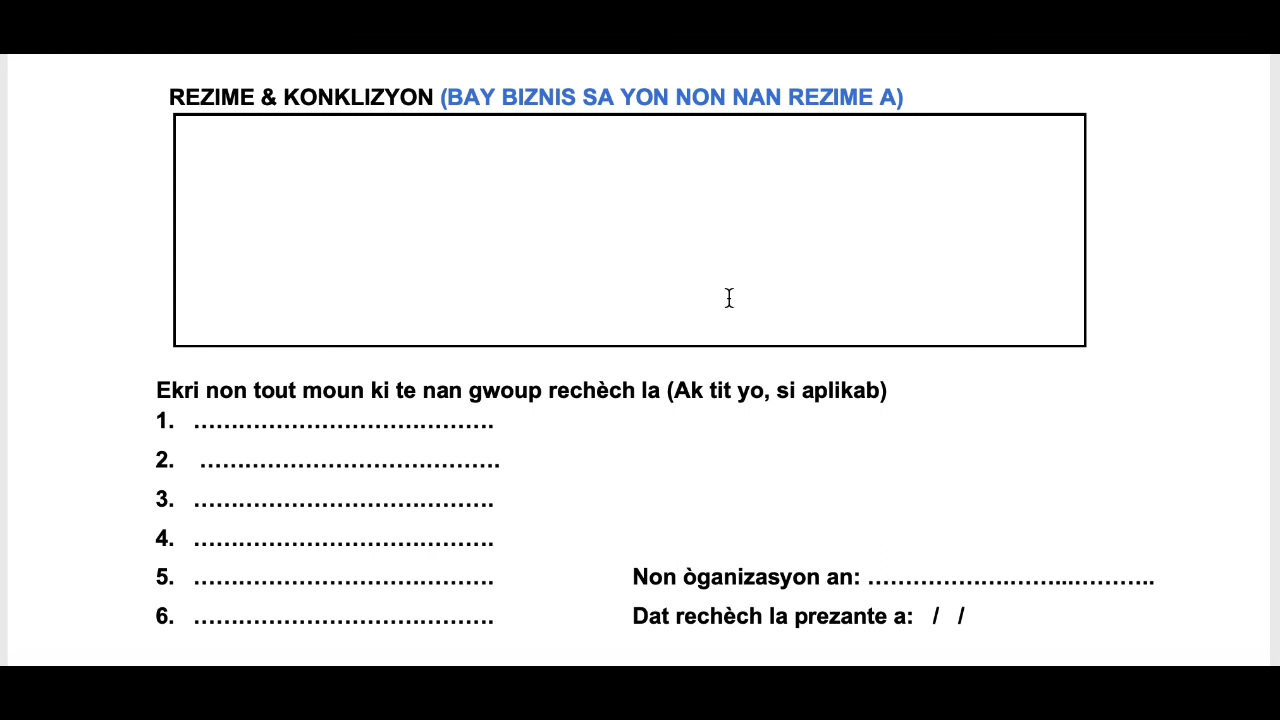 REZIME & KONKLIZYON (BAY BIZNIS SA YON NON NAN REZIME A)
Ekri non tout moun ki te nan gwoup rechèch la (Ak tit yo, si aplikab)
1. ………………………………….
2. ………………………………….
3. ………………………………….
4. ………………………………….
5. ………………………………….
Non òganizasyon an: …………….….……...………..
6. ………………………………….
Dat rechèch la prezante a: / /